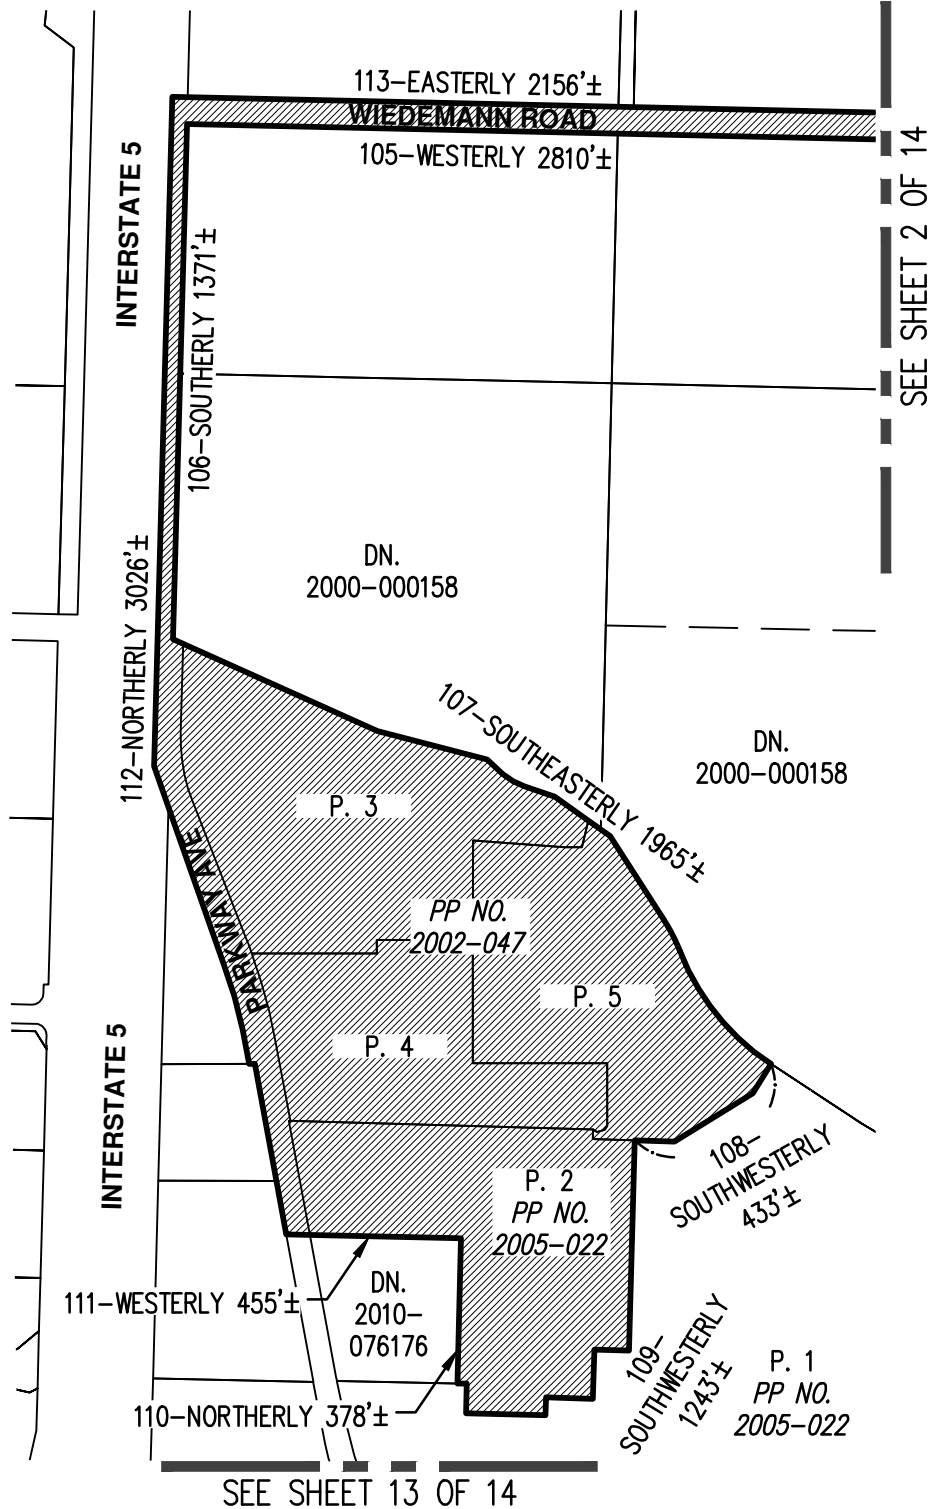 113-EASTERLY 2156'±
WIEDEMANN ROAD
105-WESTERLY 2810'±
INTERSTATE 5
106-SOUTHERLY 1371'±
SEE SHEET 2 OF 14
DN.
2000-000158
112-NORTHERLY 3026'±
107-SOUTHEASTERLY 1965'±
DN.
2000-000158
P. 3
PARKWAY AVE
PP NO.
2002-047
P. 5
P. 4
INTERSTATE 5
108-
SOUTHWESTERLY
433'±
P. 2
PP NO.
2005-022
111-WESTERLY 455'±
DN.
2010-
076176
109-
SOUTHWESTERLY
1243'±
P. 1
PP NO.
2005-022
110-NORTHERLY 378'±
SEE SHEET 13 OF 14